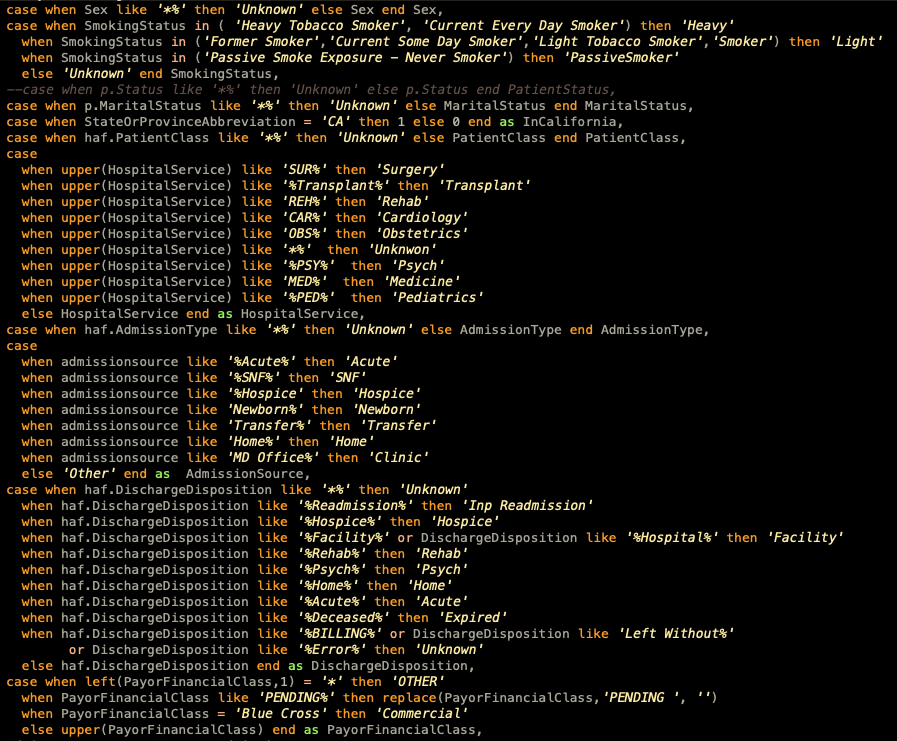 case when Sex like '*%' then 'Unknown' else Sex end Sex,
case when SmokingStatus in ( 'Heavy Tobacco Smoker', 'Current Every Day Smoker') then 'Heavy'
  when SmokingStatus in ('Former Smoker','Current Some Day Smoker','Light Tobacco Smoker','Smoker') then 'Light'
  when SmokingStatus in ('Passive Smoke Exposure - Never Smoker') then 'PassiveSmoker'
  else 'Unknown' end SmokingStatus,
--case when p.Status like '*%' then 'Unknown' else p.Status end PatientStatus,
case when p.MaritalStatus like '*%' then 'Unknown' else MaritalStatus end MaritalStatus,
case when StateOrProvinceAbbreviation = 'CA' then 1 else 0 end as InCalifornia,
case when haf.PatientClass like '*%' then 'Unknown' else PatientClass end PatientClass,
case
  when upper(HospitalService) like 'SUR%' then 'Surgery'
  when upper(HospitalService) like '%Transplant%' then 'Transplant'
  when upper(HospitalService) like 'REH%' then 'Rehab'
  when upper(HospitalService) like 'CAR%' then 'Cardiology'
  when upper(HospitalService) like 'OBS%' then 'Obstetrics'
  when upper(HospitalService) like '*%'  then 'Unknwon'
  when upper(HospitalService) like '%PSY%'  then 'Psych'
  when upper(HospitalService) like 'MED%'  then 'Medicine'
  when upper(HospitalService) like '%PED%'  then 'Pediatrics'
  else HospitalService end as HospitalService,
case when haf.AdmissionType like '*%' then 'Unknown' else AdmissionType end AdmissionType,
case
  when admissionsource like '%Acute%' then 'Acute'
  when admissionsource like '%SNF%' then 'SNF'
  when admissionsource like '%Hospice' then 'Hospice'
  when admissionsource like 'Newborn%' then 'Newborn'
  when admissionsource like 'Transfer%' then 'Transfer'
  when admissionsource like 'Home%' then 'Home'
  when admissionsource like 'MD Office%' then 'Clinic'
  else 'Other' end as  AdmissionSource,
case when haf.DischargeDisposition like '*%' then 'Unknown'
  when haf.DischargeDisposition like '%Readmission%' then 'Inp Readmission'
  when haf.DischargeDisposition like '%Hospice%' then 'Hospice'
  when haf.DischargeDisposition like '%Facility%' or DischargeDisposition like '%Hospital%' then 'Facility'
  when haf.DischargeDisposition like '%Rehab%' then 'Rehab'
  when haf.DischargeDisposition like '%Psych%' then 'Psych'
  when haf.DischargeDisposition like '%Home%' then 'Home'
  when haf.DischargeDisposition like '%Acute%' then 'Acute'
  when haf.DischargeDisposition like '%Deceased%' then 'Expired'
  when haf.DischargeDisposition like '%BILLING%' or DischargeDisposition like 'Left Without%'
        or DischargeDisposition like '%Error%' then 'Unknown'
  else haf.DischargeDisposition end as DischargeDisposition,
case when left(PayorFinancialClass,1) = '*' then 'OTHER'
  when PayorFinancialClass like 'PENDING%' then replace(PayorFinancialClass,'PENDING ', '')
  when PayorFinancialClass = 'Blue Cross' then 'Commercial'
  else upper(PayorFinancialClass) end as PayorFinancialClass,